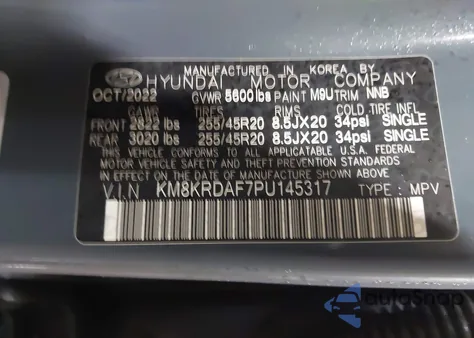 MANUFACTURED IN KOREA BY
HYUNDAI MOTOR COMPANY
OCT/2022 GVWR 5600 lbs PAINT M9U TRIM NNB
GAWR TIRES RIMS COLD TIRE INFL
FRONT 2822 lbs 255/45R20 8.5JX20 34psi SINGLE
REAR 3020 lbs 255/45R20 8.5JX20 34psi SINGLE
THIS VEHICLE CONFORMS TO ALL APPLICABLE U.S.A. FEDERAL
MOTOR VEHICLE SAFETY AND THEFT PREVENTION
STANDARDS IN EFFECT ON THE DATE OF MANUFACTURE SHOWN ABOVE
V.I.N KM8KRDAF7PU145317 TYPE : MPV
AutoSnap